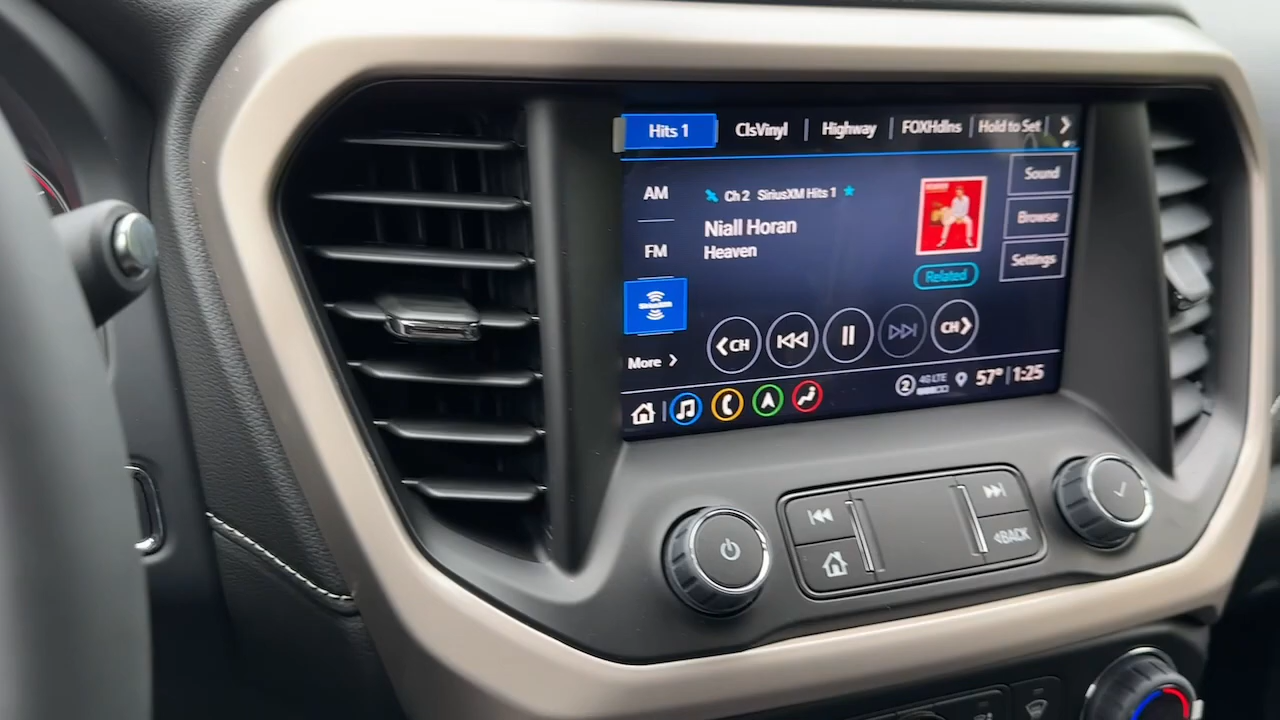 Hits 1 ClsVinyl Highway FOXHdlns Hold to Set
AM
Ch 2 SiriusXM Hits 1
Sound
Niall Horan
Browse
FM
Heaven
Settings
Related
CH
CH
More
2 4G LTE 57° 1:25
BACK